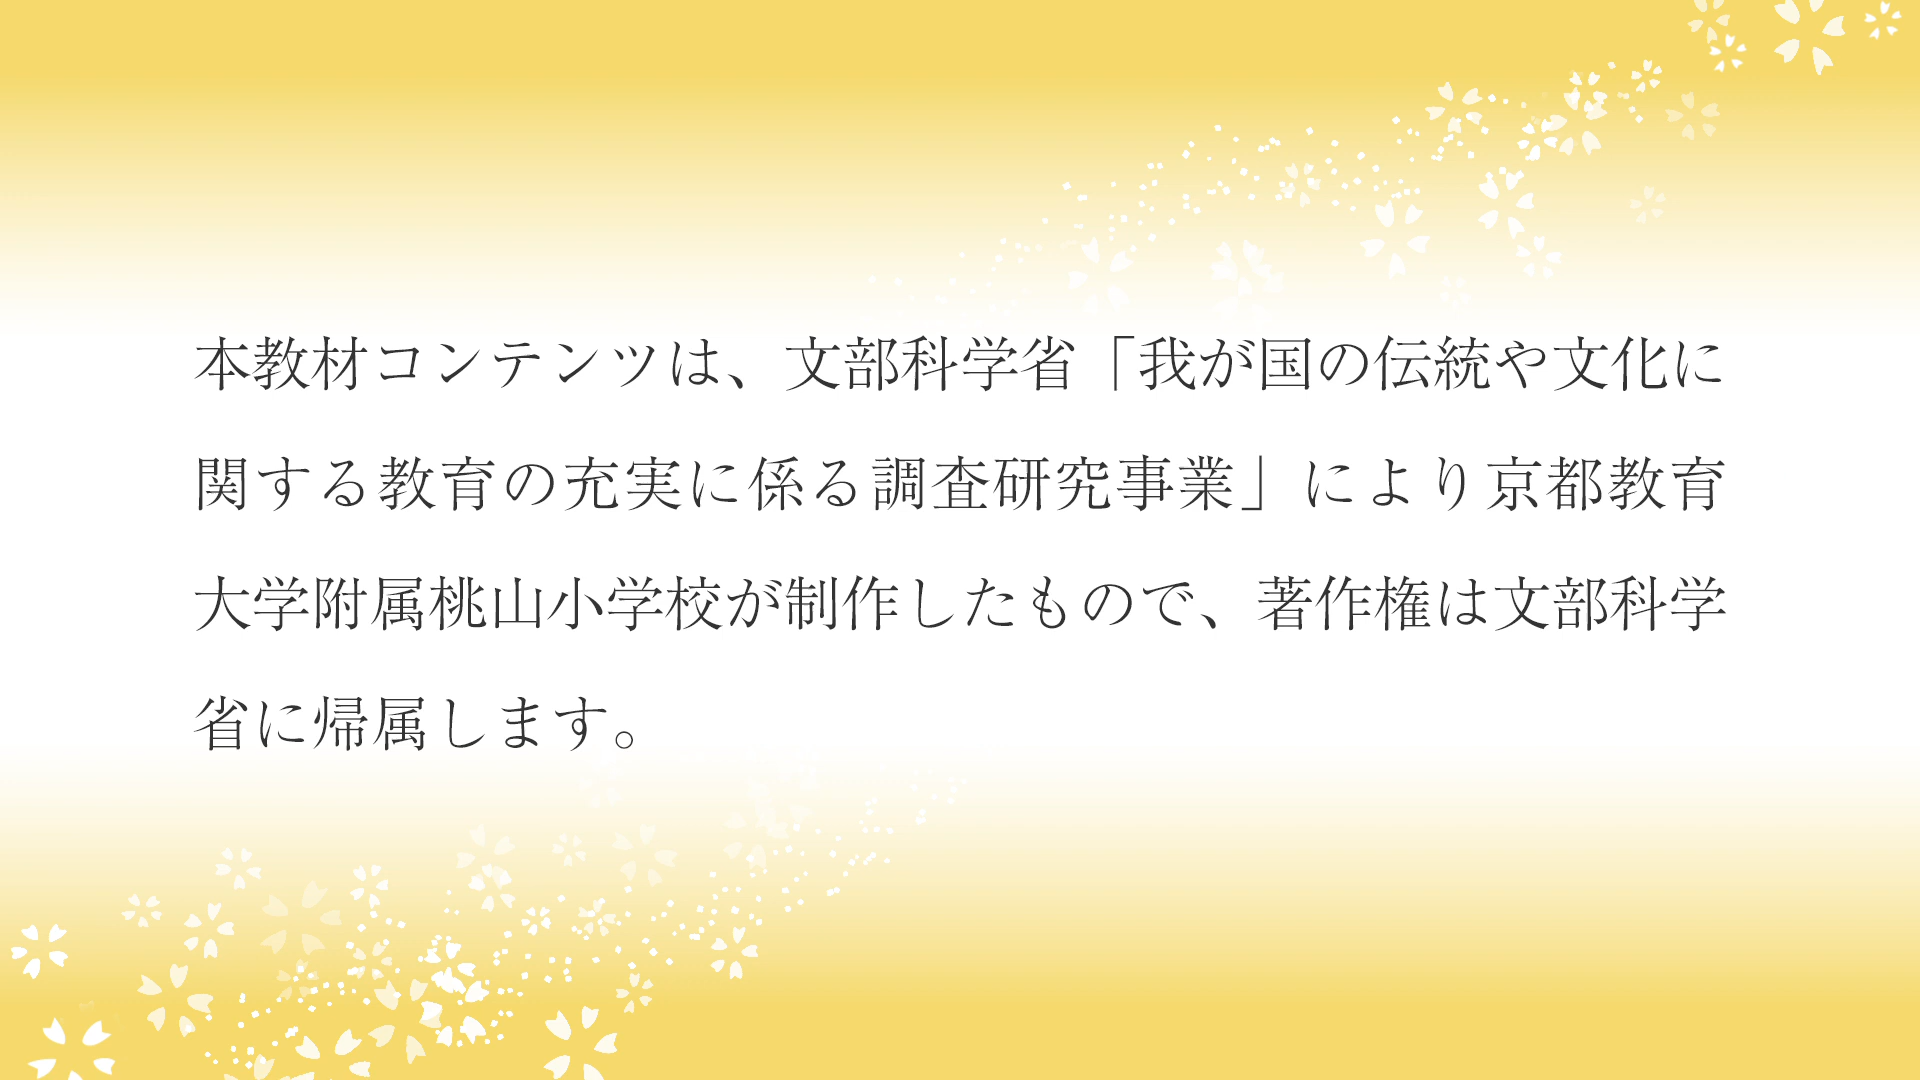 本教材コンテンツは、文部科学省「我が国の伝統や文化に
関する教育の充実に係る調査研究事業」により京都教育
大学附属桃山小学校が制作したもので、著作権は文部科学
省に帰属します。